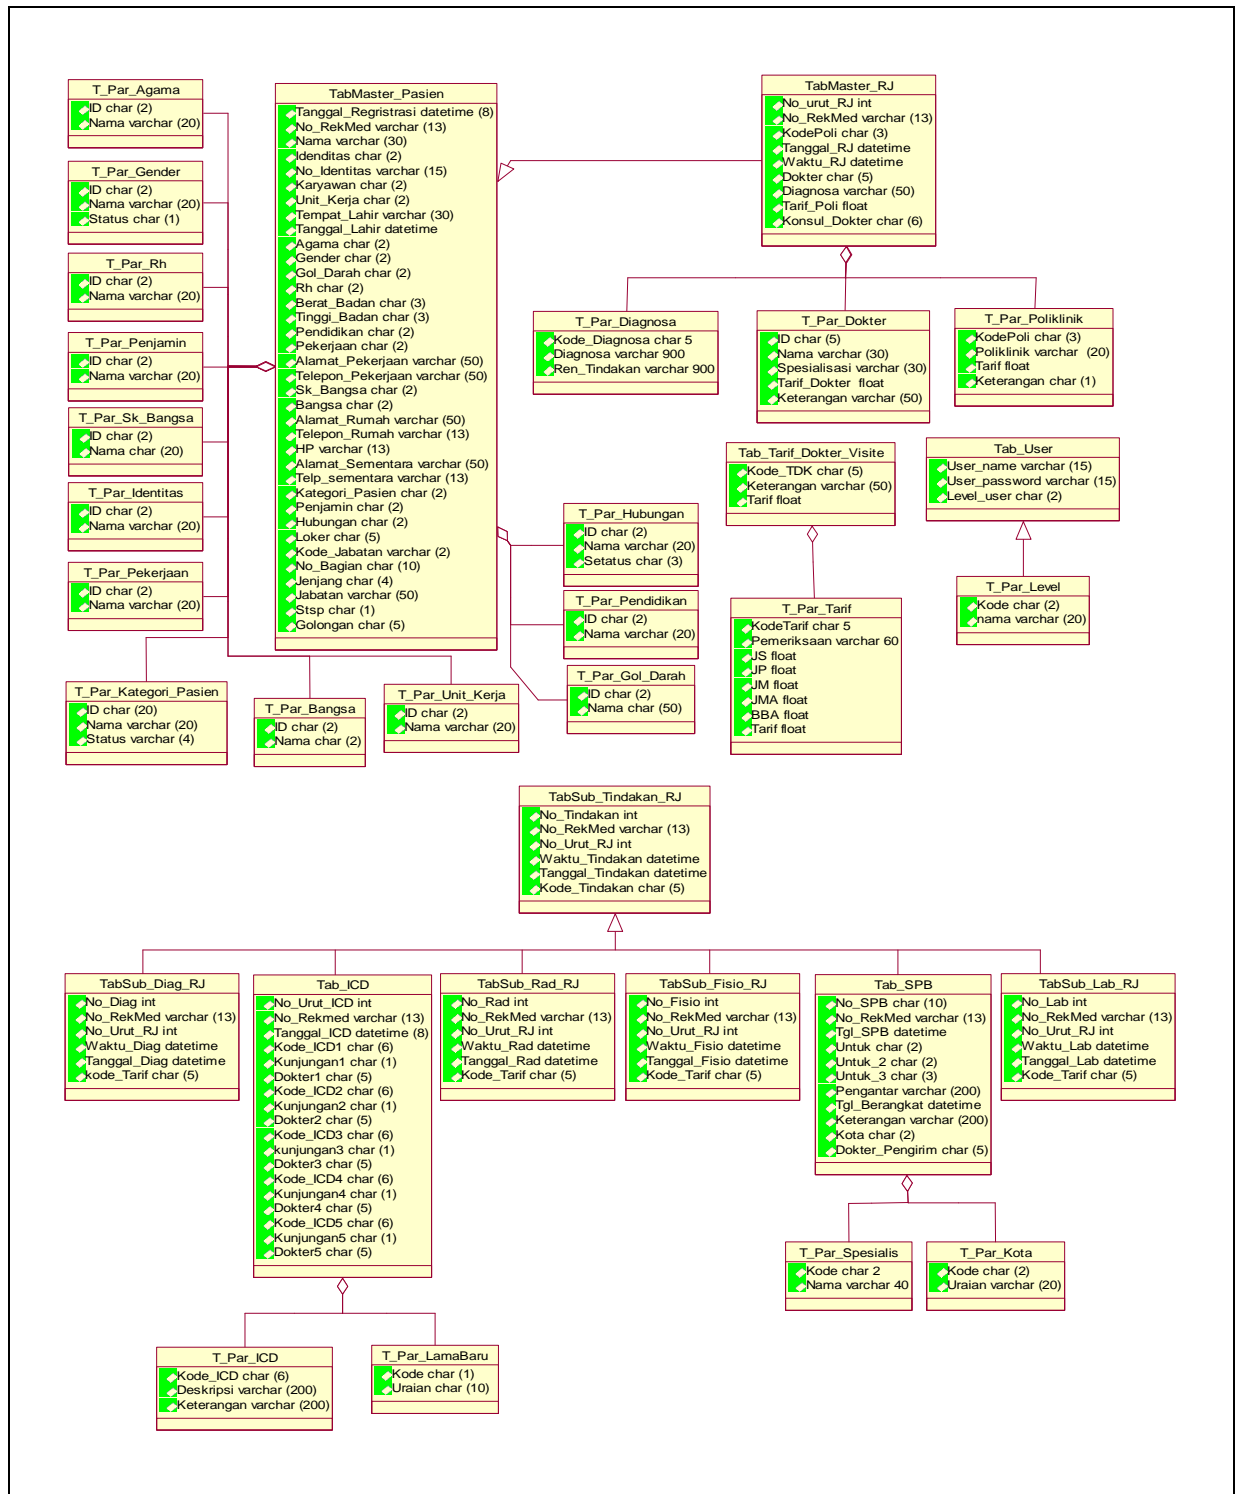 T_Par_Agama
ID char (2)
Nama varchar (20)
T_Par_Gender
ID char (2)
Nama varchar (20)
Status char (1)
T_Par_Rh
ID char (2)
Nama varchar (20)
T_Par_Penjamin
ID char (2)
Nama varchar (20)
T_Par_Sk_Bangsa
ID char (2)
Nama char (20)
T_Par_Identitas
ID char (2)
Nama varchar (20)
T_Par_Pekerjaan
ID char (2)
Nama varchar (20)
T_Par_Kategori_Pasien
ID char (20)
Nama varchar (20)
Status varchar (4)
T_Par_Bangsa
ID char (2)
Nama char (2)
T_Par_Unit_Kerja
ID char (2)
Nama varchar (20)
TabMaster_Pasien
Tanggal_Regristrasi datetime (8)
No_RekMed varchar (13)
Nama varchar (30)
Idenditas char (2)
No_Identitas varchar (15)
Karyawan char (2)
Unit_Kerja char (2)
Tempat_Lahir varchar (30)
Tanggal_Lahir datetime
Agama char (2)
Gender char (2)
Gol_Darah char (2)
Rh char (2)
Berat_Badan char (3)
Tinggi_Badan char (3)
Pendidikan char (2)
Pekerjaan char (2)
Alamat_Pekerjaan varchar (50)
Telepon_Pekerjaan varchar (50)
Sk_Bangsa char (2)
Bangsa char (2)
Alamat_Rumah varchar (50)
Telepon_Rumah varchar (13)
HP varchar (13)
Alamat_Sementara varchar (50)
Telp_sementara varchar (13)
Kategori_Pasien char (2)
Penjamin char (2)
Hubungan char (2)
Loker char (5)
Kode_Jabatan varchar (2)
No_Bagian char (10)
Jenjang char (4)
Jabatan varchar (50)
Stsp char (1)
Golongan char (5)
TabMaster_RJ
No_urut_RJ int
No_RekMed varchar (13)
KodePoli char (3)
Tanggal_RJ datetime
Waktu_RJ datetime
Dokter char (5)
Diagnosa varchar (50)
Tarif_Poli float
Konsul_Dokter char (6)
T_Par_Diagnosa
Kode_Diagnosa char 5
Diagnosa varchar 900
Ren_Tindakan varchar 900
T_Par_Dokter
ID char (5)
Nama varchar (30)
Spesialisasi varchar (30)
Tarif_Dokter float
Keterangan varchar (50)
T_Par_Poliklinik
KodePoli char (3)
Poliklinik varchar (20)
Tarif float
Keterangan char (1)
Tab_Tarif_Dokter_Visite
Kode_TDK char (5)
Keterangan varchar (50)
Tarif float
Tab_User
User_name varchar (15)
User_password varchar (15)
Level_user char (2)
T_Par_Hubungan
ID char (2)
Nama varchar (20)
Setatus char (3)
T_Par_Pendidikan
ID char (2)
Nama varchar (20)
T_Par_Gol_Darah
ID char (2)
Nama char (50)
T_Par_Tarif
KodeTarif char 5
Pemeriksaan varchar 60
JS float
JP float
JM float
JMA float
BBA float
Tarif float
T_Par_Level
Kode char (2)
nama varchar (20)
TabSub_Tindakan_RJ
No_Tindakan int
No_RekMed varchar (13)
No_Urut_RJ int
Waktu_Tindakan datetime
Tanggal_Tindakan datetime
Kode_Tindakan char (5)
TabSub_Diag_RJ
No_Diag int
No_RekMed varchar (13)
No_Urut_RJ int
Waktu_Diag datetime
Tanggal_Diag datetime
kode_Tarif char (5)
Tab_ICD
No_Urut_ICD int
No_Rekmed varchar (13)
Tanggal_ICD datetime (8)
Kode_ICD1 char (6)
Kunjungan1 char (1)
Dokter1 char (5)
Kode_ICD2 char (6)
Kunjungan2 char (1)
Dokter2 char (5)
Kode_ICD3 char (6)
kunjungan3 char (1)
Dokter3 char (5)
Kode_ICD4 char (6)
Kunjungan4 char (1)
Dokter4 char (5)
Kode_ICD5 char (6)
Kunjungan5 char (1)
Dokter5 char (5)
TabSub_Rad_RJ
No_Rad int
No_RekMed varchar (13)
No_Urut_RJ int
Waktu_Rad datetime
Tanggal_Rad datetime
Kode_Tarif char (5)
TabSub_Fisio_RJ
No_Fisio int
No_RekMed varchar (13)
No_Urut_RJ int
Waktu_Fisio datetime
Tanggal_Fisio datetime
Kode_Tarif char (5)
Tab_SPB
No_SPB char (10)
No_RekMed varchar (13)
Tgl_SPB datetime
Untuk char (2)
Untuk_2 char (2)
Untuk_3 char (3)
Pengantar varchar (200)
Tgl_Berangkat datetime
Keterangan varchar (200)
Kota char (2)
Dokter_Pengirim char (5)
TabSub_Lab_RJ
No_Lab int
No_RekMed varchar (13)
No_Urut_RJ int
Waktu_Lab datetime
Tanggal_Lab datetime
Kode_Tarif char (5)
T_Par_Spesialis
Kode char 2
Nama varchar 40
T_Par_Kota
Kode char (2)
Uraian varchar (20)
T_Par_ICD
Kode_ICD char (6)
Deskripsi varchar (200)
Keterangan varchar (200)
T_Par_LamaBaru
Kode char (1)
Uraian char (10)